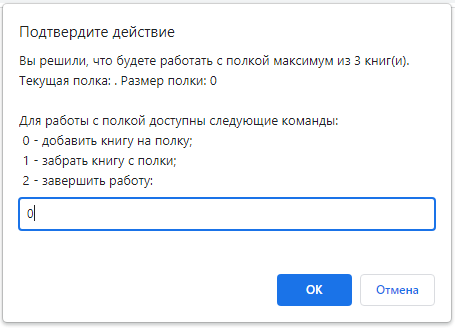 Подтвердите действие
Вы решили, что будете работать с полкой максимум из 3 книг(и).
Текущая полка: . Размер полки: 0
Для работы с полкой доступны следующие команды:
0 - добавить книгу на полку;
1 - забрать книгу с полки;
2 - завершить работу:
0
ОК
Отмена